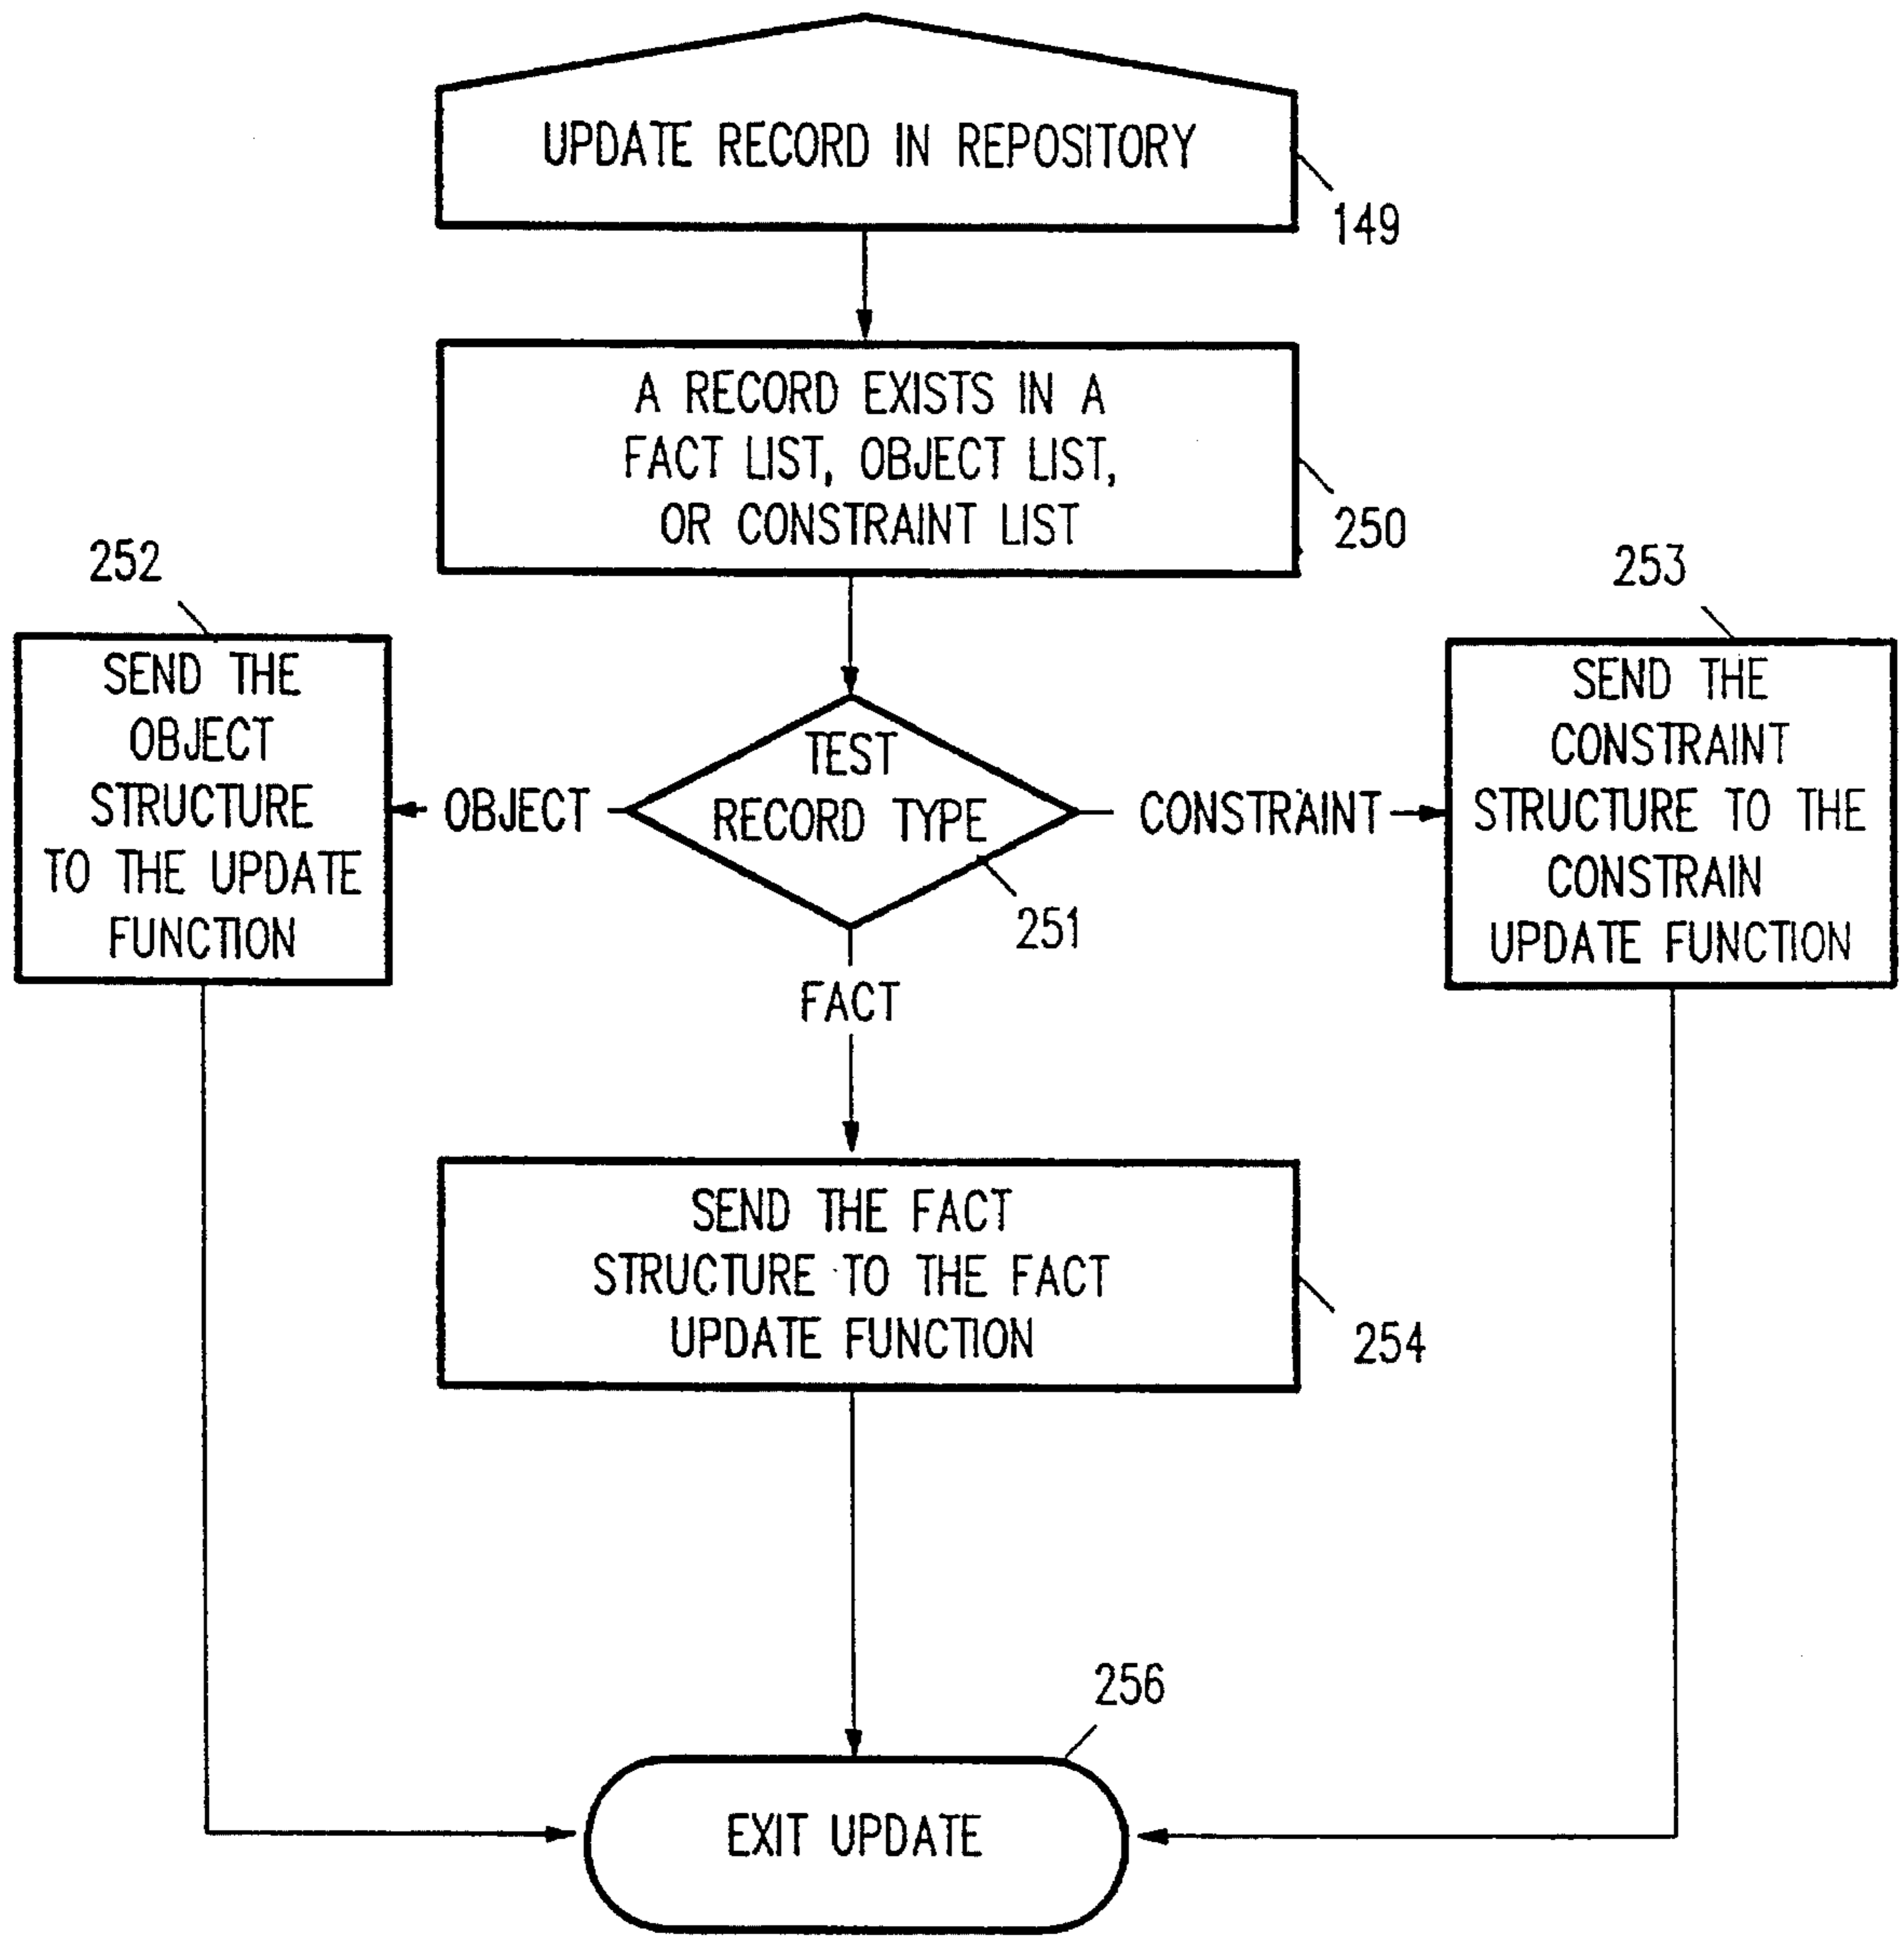 UPDATE RECORD IN REPOSITORY
149
A RECORD EXISTS IN A
FACT LIST, OBJECT LIST,
OR CONSTRAINT LIST
250
252
SEND THE
OBJECT
STRUCTURE
TO THE UPDATE
FUNCTION
OBJECT
TEST
RECORD TYPE
251
CONSTRAINT
253
SEND THE
CONSTRAINT
STRUCTURE TO THE
CONSTRAIN
UPDATE FUNCTION
FACT
SEND THE FACT
STRUCTURE TO THE FACT
UPDATE FUNCTION
254
256
EXIT UPDATE